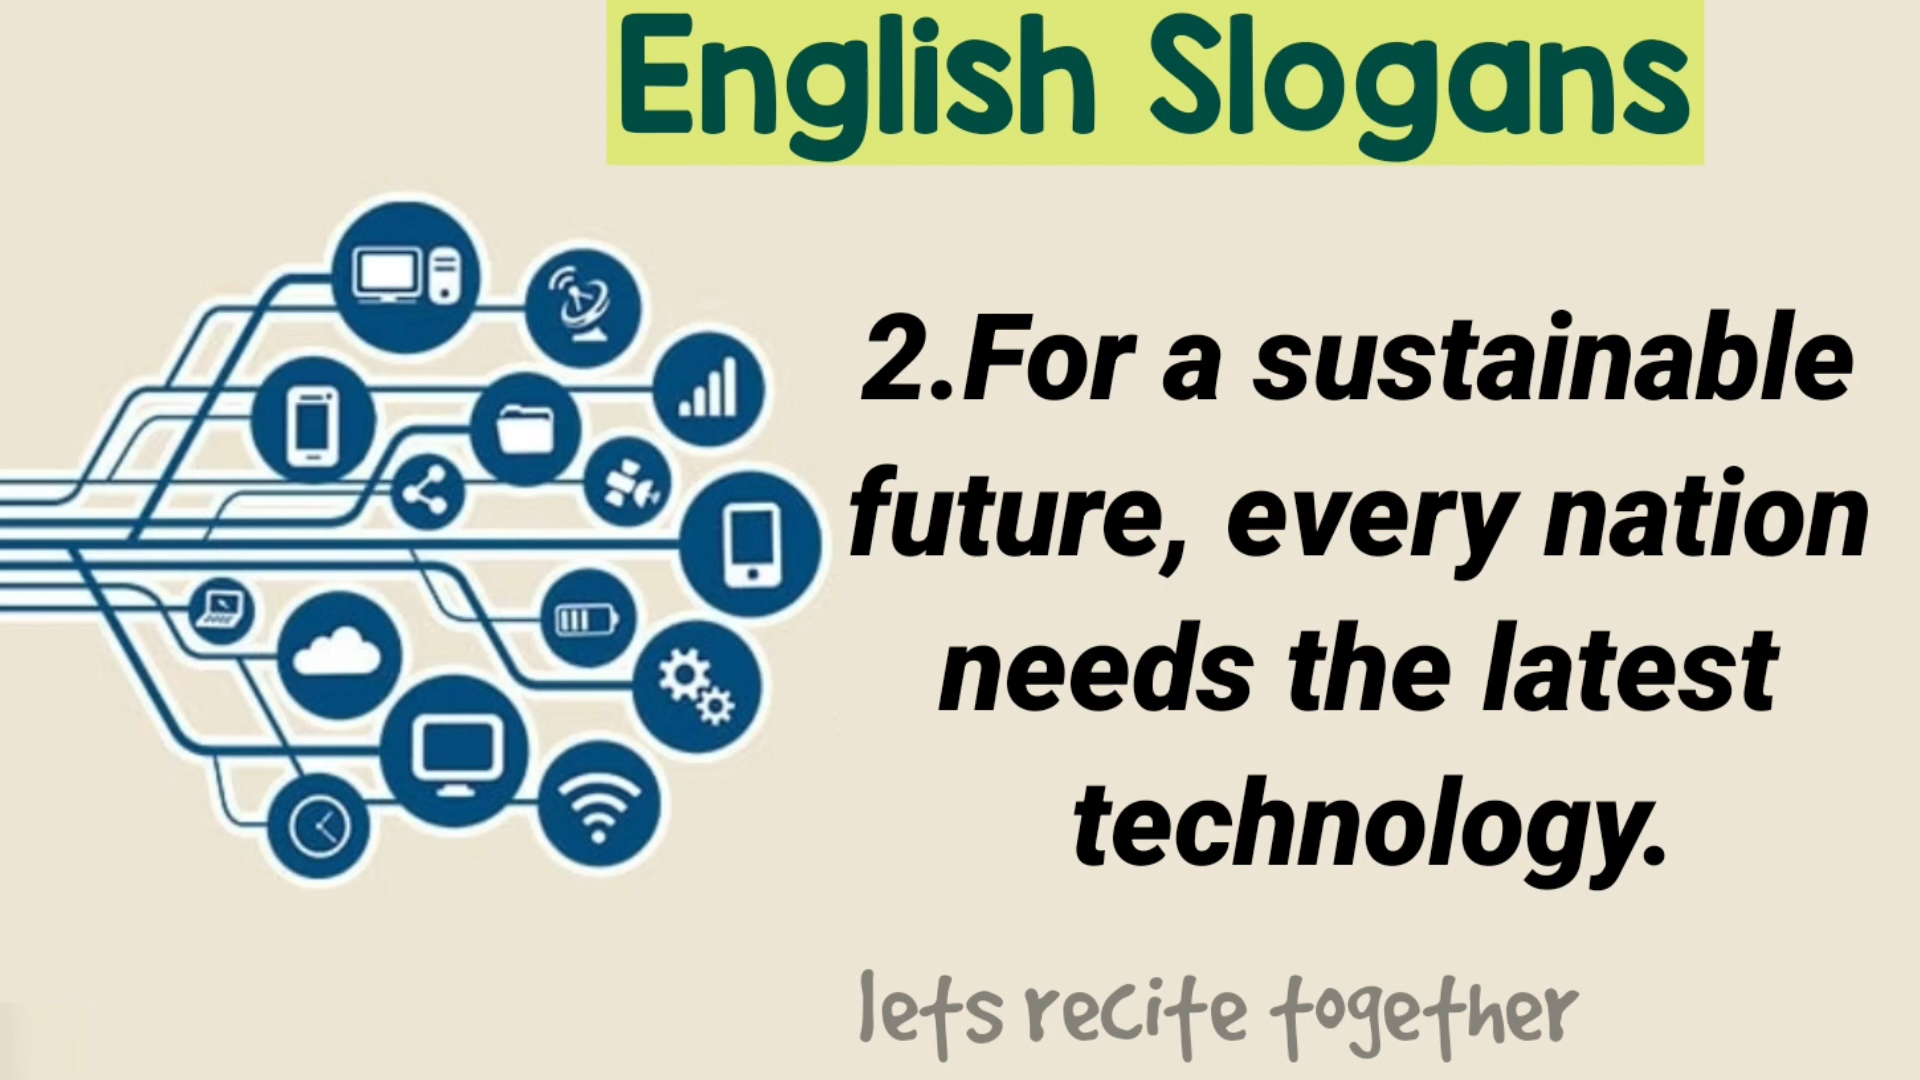 English Slogans
2.For a sustainable
future, every nation
needs the latest
technology.
lets recite together